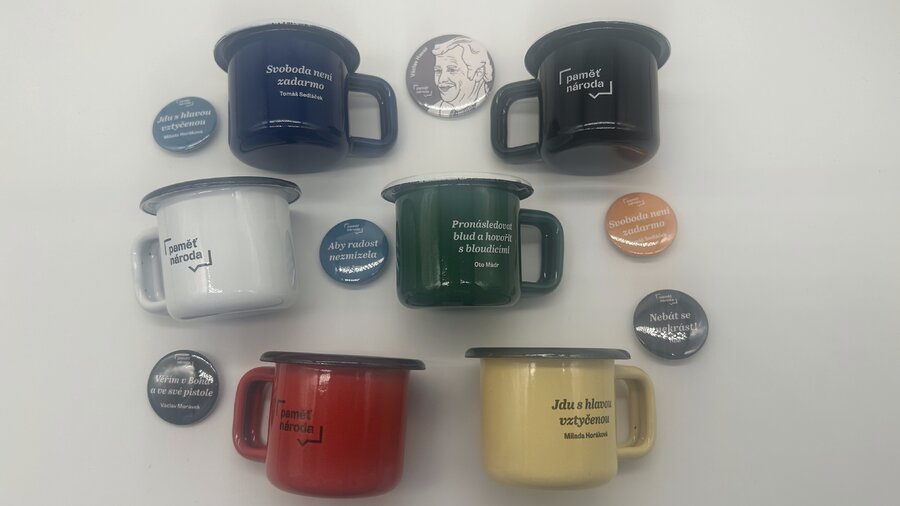 Svoboda není
zadarmo
Tomáš Sedláček
Václav Havel
paměť
národa
Jdu s hlavou
vztyčenou
Milada Horáková
paměť
národa
Aby radost
nezmizela
Pronásledovat
blud a hovořit
s bloudícími
Oto Mádr
Svoboda není
zadarmo
Nebát se
nekrást!
Věřím v Boha
a ve své pistole
Václav Morávek
paměť
národa
Jdu s hlavou
vztyčenou
Milada Horáková